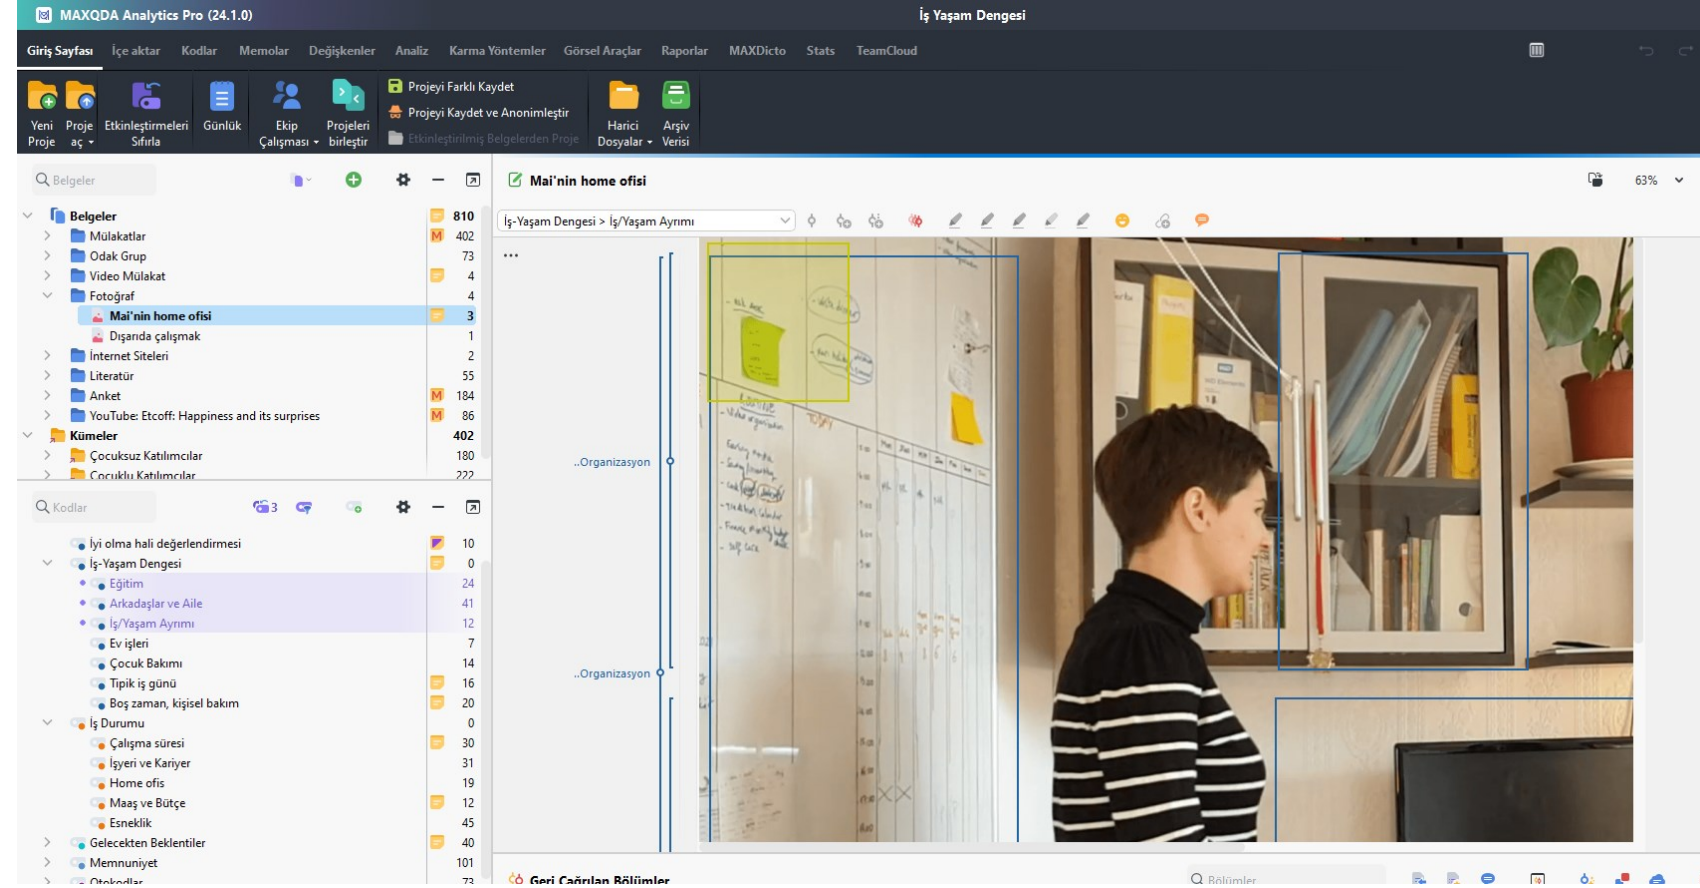 MAXQDA Analytics Pro (24.1.0)
İş Yaşam Dengesi
Giriş Sayfası İçe aktar Kodlar Memolar Değişkenler Analiz Karma Yöntemler Görsel Araçlar Raporlar MAXDicto Stats TeamCloud
Yeni Proje
Proje aç
Etkinleştirmeleri Sıfırla
Günlük
Ekip Çalışması
Projeleri birleştir
Projeyi Farklı Kaydet
Projeyi Kaydet ve Anonimleştir
Etkinleştirilmiş Belgelerden Proje
Harici Dosyalar
Arşiv Verisi
Belgeler
Belgeler 810
Mülakatlar M 402
Odak Grup 73
Video Mülakat 4
Fotoğraf 4
Mai'nin home ofisi 3
Dışarıda çalışmak 1
İnternet Siteleri 2
Literatür 55
Anket M 184
YouTube: Etcoff: Happiness and its surprises M 86
Kümeler 402
Çocuksuz Katılımcılar 180
Çocuklu Katılımcılar 222
Kodlar
3
İyi olma hali değerlendirmesi 10
İş-Yaşam Dengesi 0
Eğitim 24
Arkadaşlar ve Aile 41
İş/Yaşam Ayrımı 12
Ev işleri 7
Çocuk Bakımı 14
Tipik iş günü 16
Boş zaman, kişisel bakım 20
İş Durumu 0
Çalışma süresi 30
İşyeri ve Kariyer 31
Home ofis 19
Maaş ve Bütçe 12
Esneklik 45
Gelecekten Beklentiler 40
Memnuniyet 101
Otokodlar 73
Mai'nin home ofisi
63%
İş-Yaşam Dengesi > İş/Yaşam Ayrımı
...
..Organizasyon
..Organizasyon
TODAY
- self care
WD Elements
Geri Çağrılan Bölümler
Bölümler